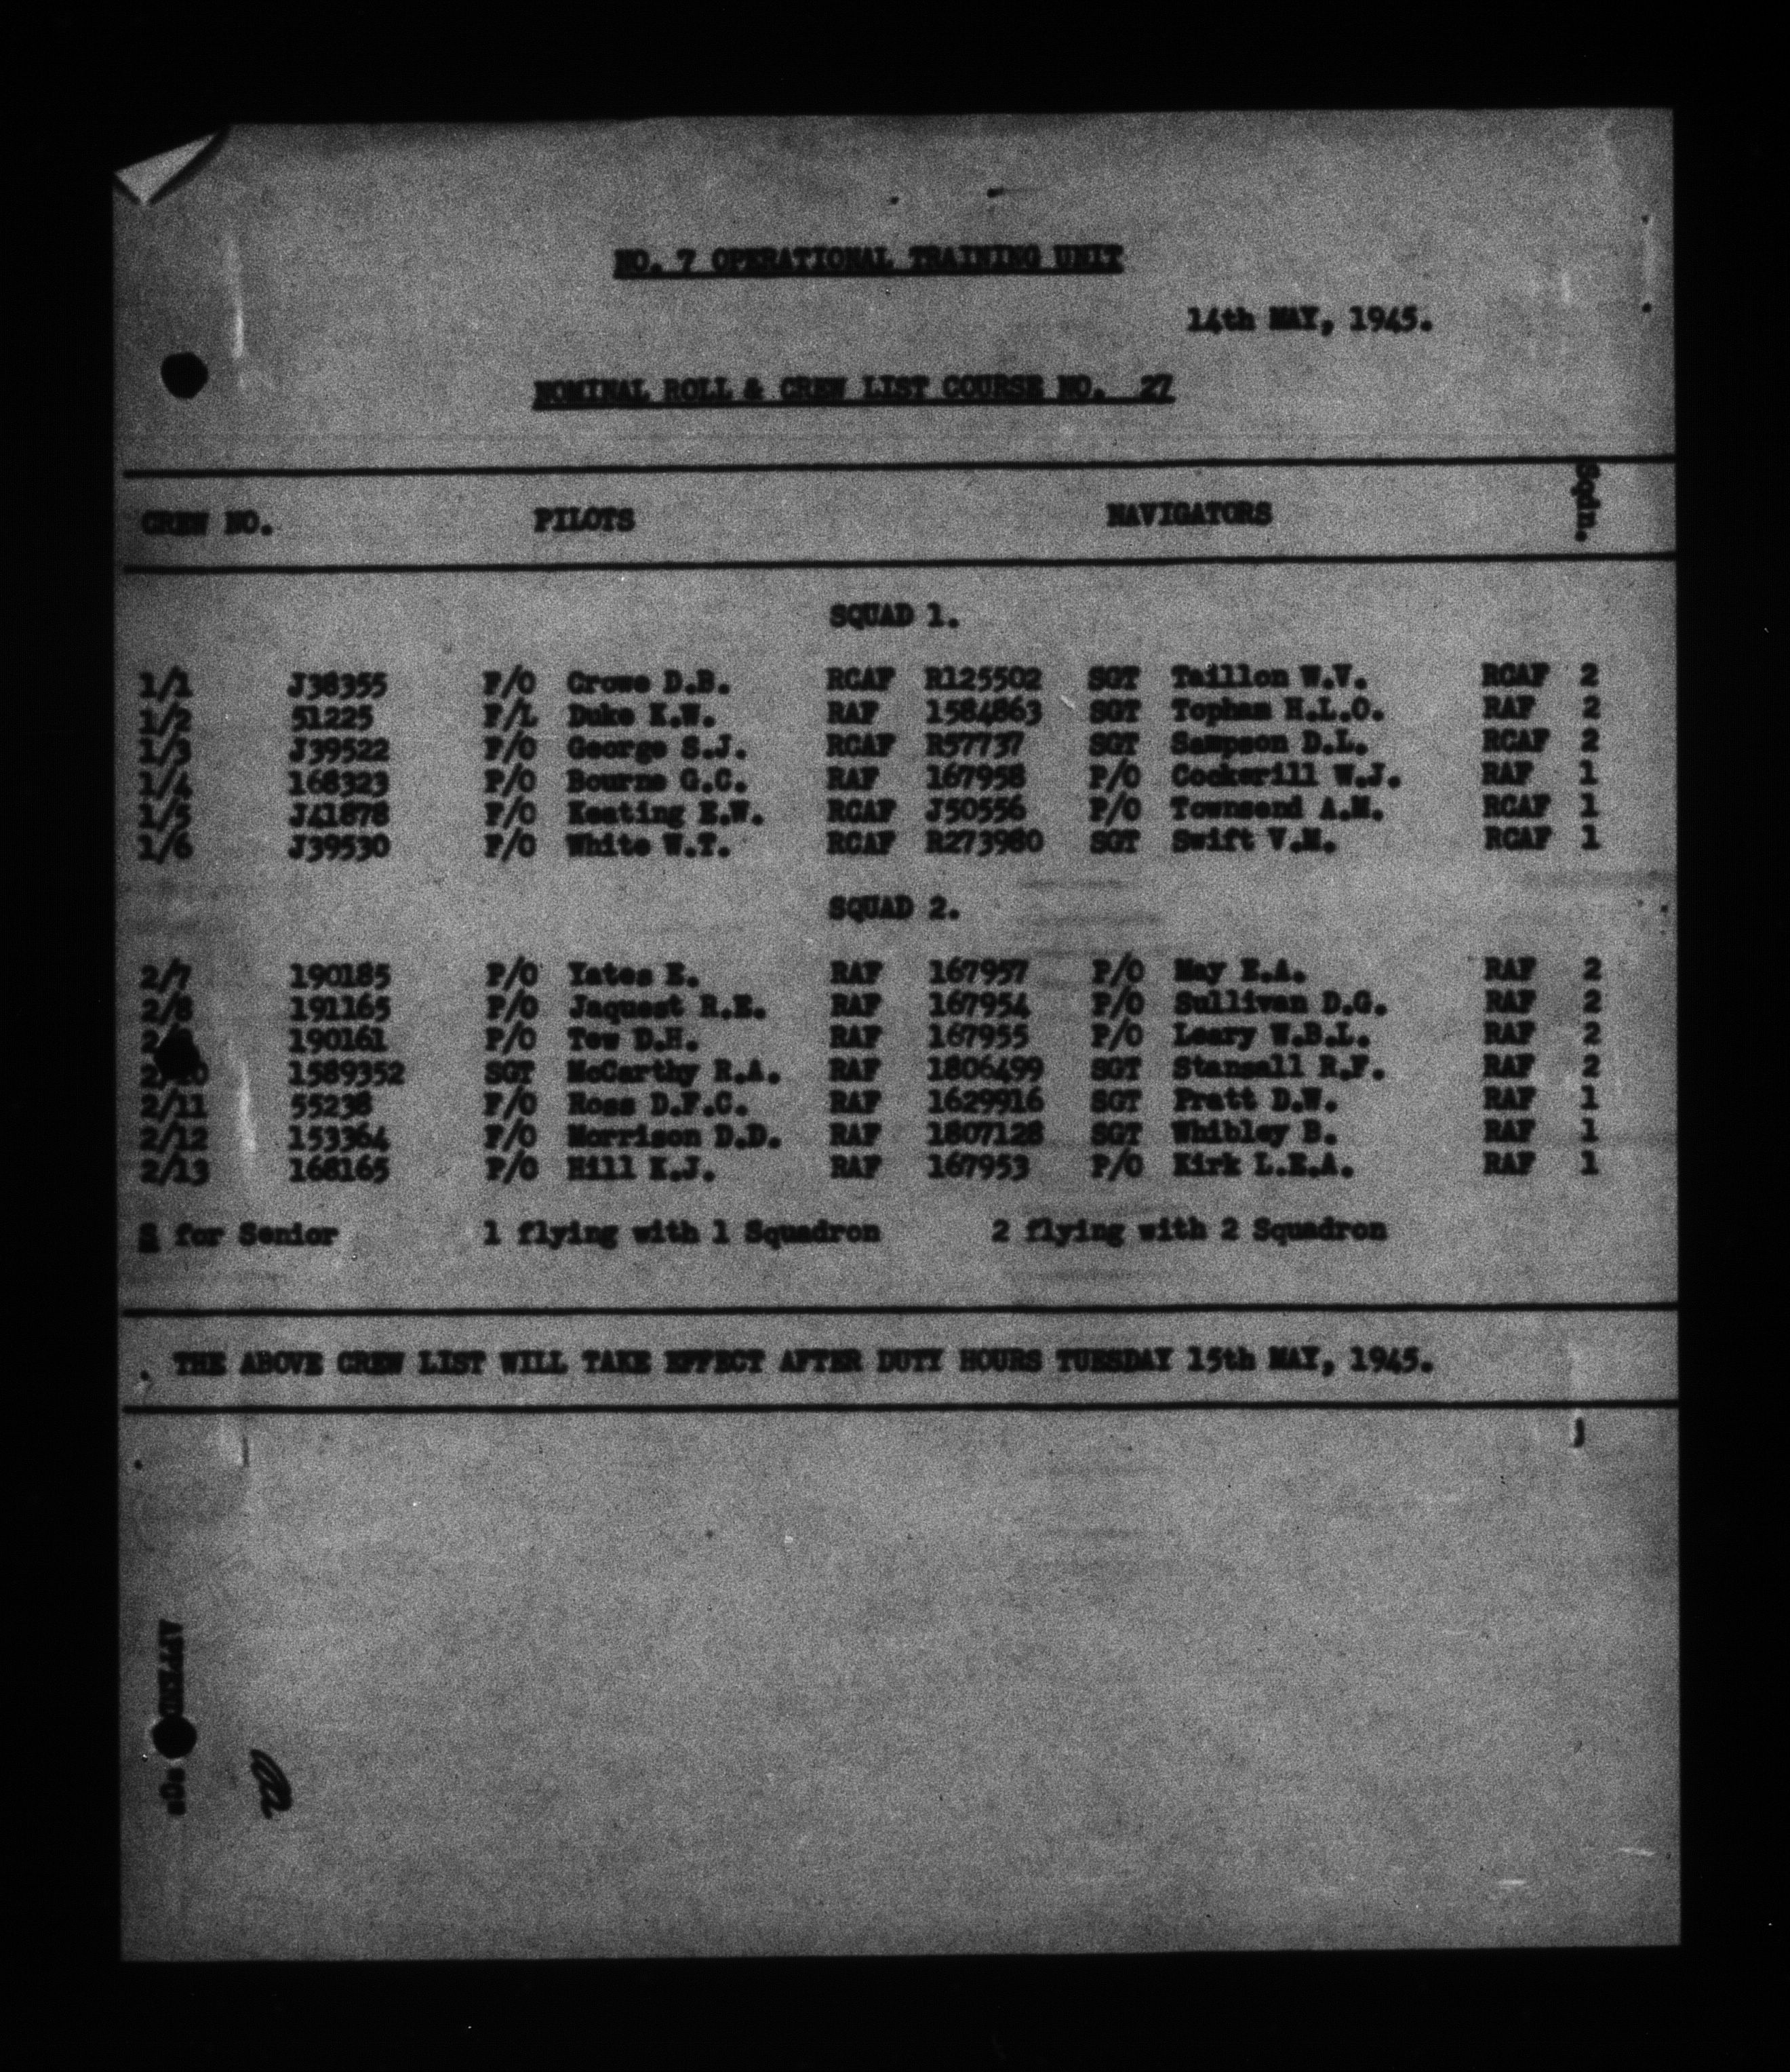 NO. 7 OPERATIONAL TRAINING UNIT
14th MAY, 1945.
NOMINAL ROLL & CREW LIST COURSE NO. 27
CREW NO. PILOTS NAVIGATORS Sqdn.
SQUAD 1.
1/1 J38355 F/O Crowe D.B. RCAF R125502 SGT Taillon W.V. RCAF 2
1/2 51225 F/L Duke K.W. RAF 1584863 SGT Topham H.L.O. RAF 2
1/3 J39522 F/O George S.J. RCAF R57737 SGT Sampson D.L. RCAF 2
1/4 168323 P/O Bourne G.C. RAF 167958 P/O Cockerill W.J. RAF 1
1/5 J41878 F/O Keating E.W. RCAF J50556 P/O Townsend A.M. RCAF 1
1/6 J39530 F/O White W.T. RCAF R273980 SGT Swift V.M. RCAF 1
SQUAD 2.
2/7 190185 P/O Yates E. RAF 167957 P/O May E.A. RAF 2
2/8 191165 P/O Jaquest R.E. RAF 167954 P/O Sullivan D.G. RAF 2
190161 P/O Tew D.H. RAF 167955 P/O Leary W.B.L. RAF 2
2/10 1589352 SGT McCarthy R.A. RAF 1806499 SGT Stansall R.F. RAF 2
2/11 55238 F/O Ross D.F.C. RAF 1629916 SGT Pratt D.W. RAF 1
2/12 153364 F/O Morrison D.D. RAF 1807128 SGT Whibley B. RAF 1
2/13 168165 P/O Hill K.J. RAF 167953 P/O Kirk L.E.A. RAF 1
S for Senior 1 flying with 1 Squadron 2 flying with 2 Squadron
THE ABOVE CREW LIST WILL TAKE EFFECT AFTER DUTY HOURS TUESDAY 15th MAY, 1945.